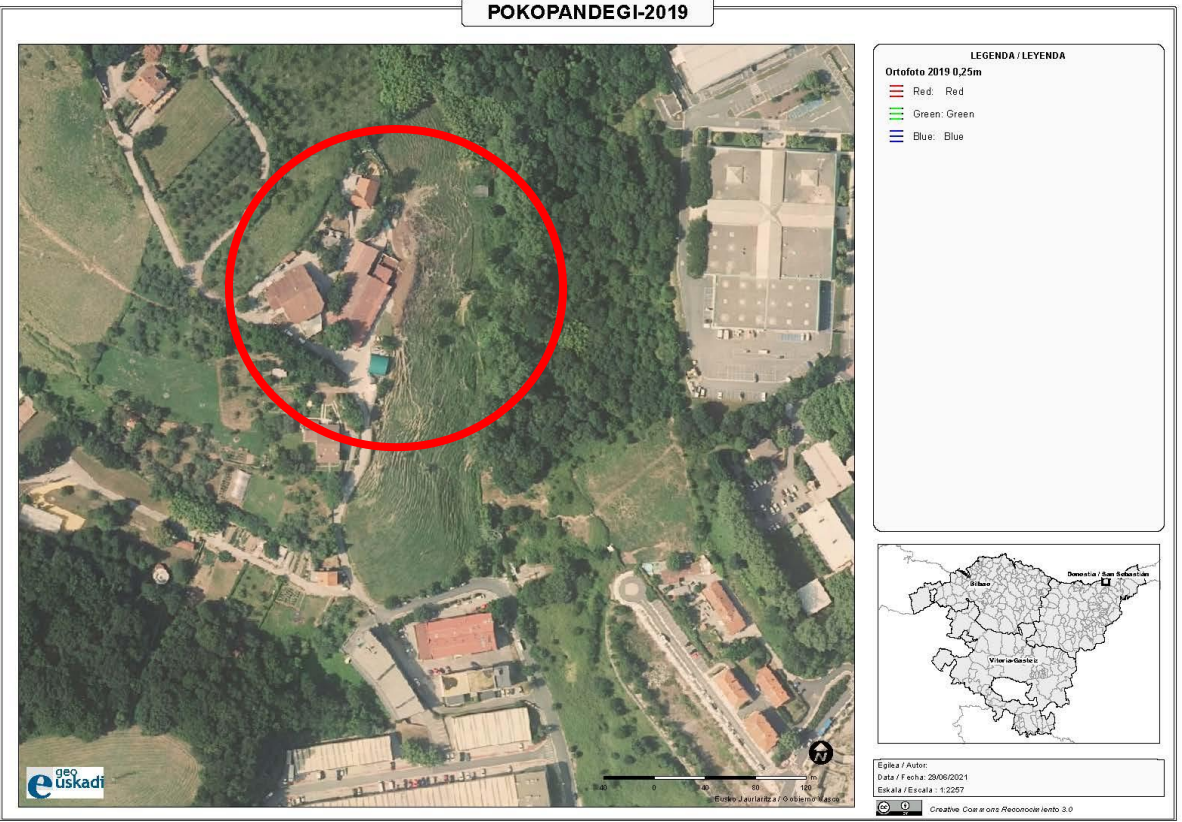 POKOPANDEGI-2019
LEGENDA / LEYENDA
Ortofoto 2019 0,25m
Red: Red
Green: Green
Blue: Blue
Bilbao
Donostia / San Sebastián
Vitoria-Gasteiz
N
40 0 40 80 120 m
Eusko Jaurlaritza / Gobierno Vasco
geo
euskadi
Egilea / Autor:
Data / Fecha: 29/06/2021
Eskala / Escala : 1:2257
Creative Commons Reconocimiento 3.0